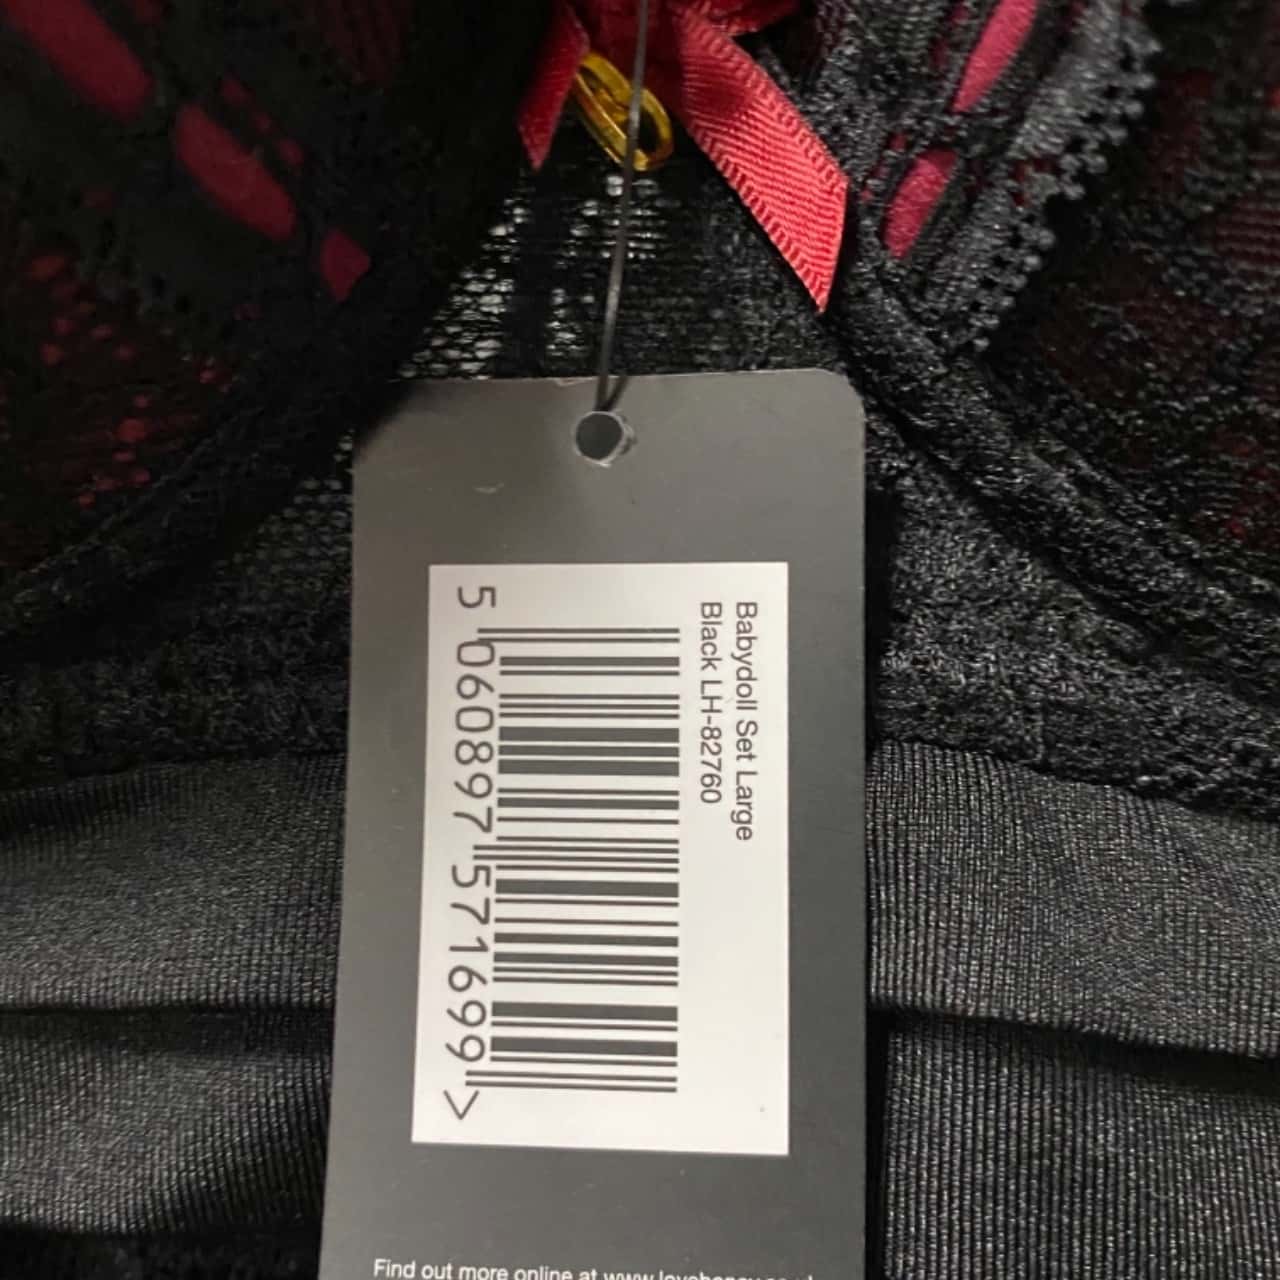 Babydoll Set Large
Black LH-82760
5 060897 571699 >
Find out more online at